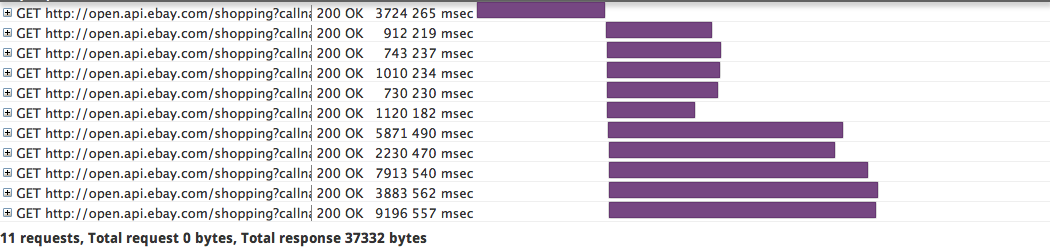 GET http://open.api.ebay.com/shopping?callna 200 OK 3724 265 msec
GET http://open.api.ebay.com/shopping?callna 200 OK 912 219 msec
GET http://open.api.ebay.com/shopping?callna 200 OK 743 237 msec
GET http://open.api.ebay.com/shopping?callna 200 OK 1010 234 msec
GET http://open.api.ebay.com/shopping?callna 200 OK 730 230 msec
GET http://open.api.ebay.com/shopping?callna 200 OK 1120 182 msec
GET http://open.api.ebay.com/shopping?callna 200 OK 5871 490 msec
GET http://open.api.ebay.com/shopping?callna 200 OK 2230 470 msec
GET http://open.api.ebay.com/shopping?callna 200 OK 7913 540 msec
GET http://open.api.ebay.com/shopping?callna 200 OK 3883 562 msec
GET http://open.api.ebay.com/shopping?callna 200 OK 9196 557 msec
11 requests, Total request 0 bytes, Total response 37332 bytes